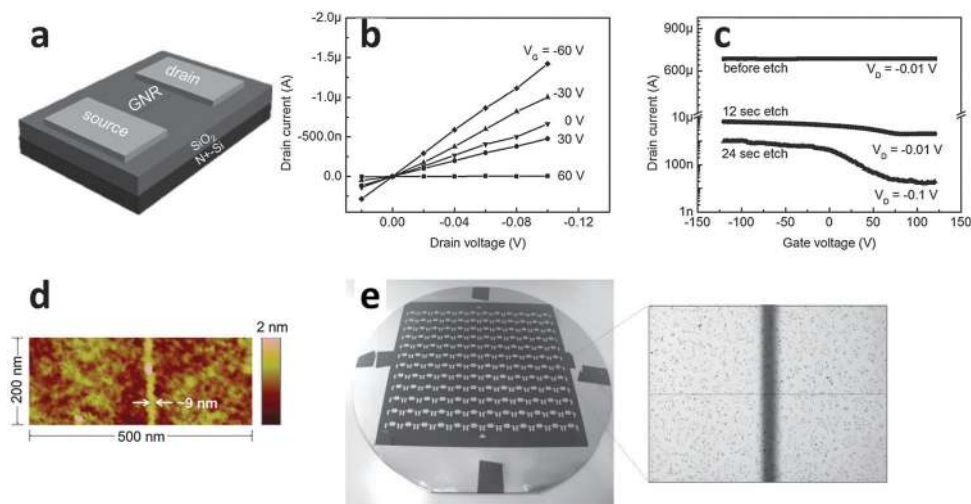 a
drain
GNR
source
SiO₂
N+-Si
b
Drain current (A)
-2.0µ
-1.5µ
-1.0µ
-500.0n
0.0
V_G = -60 V
-30 V
0 V
30 V
60 V
0.00 -0.04 -0.08 -0.12
Drain voltage (V)
c
Drain current (A)
900µ
600µ
10µ
100n
1n
before etch V_D = -0.01 V
12 sec etch
V_D = -0.01 V
24 sec etch
V_D = -0.1 V
-150 -100 -50 0 50 100 150
Gate voltage (V)
d
200 nm
~9 nm
500 nm
2 nm
0
e